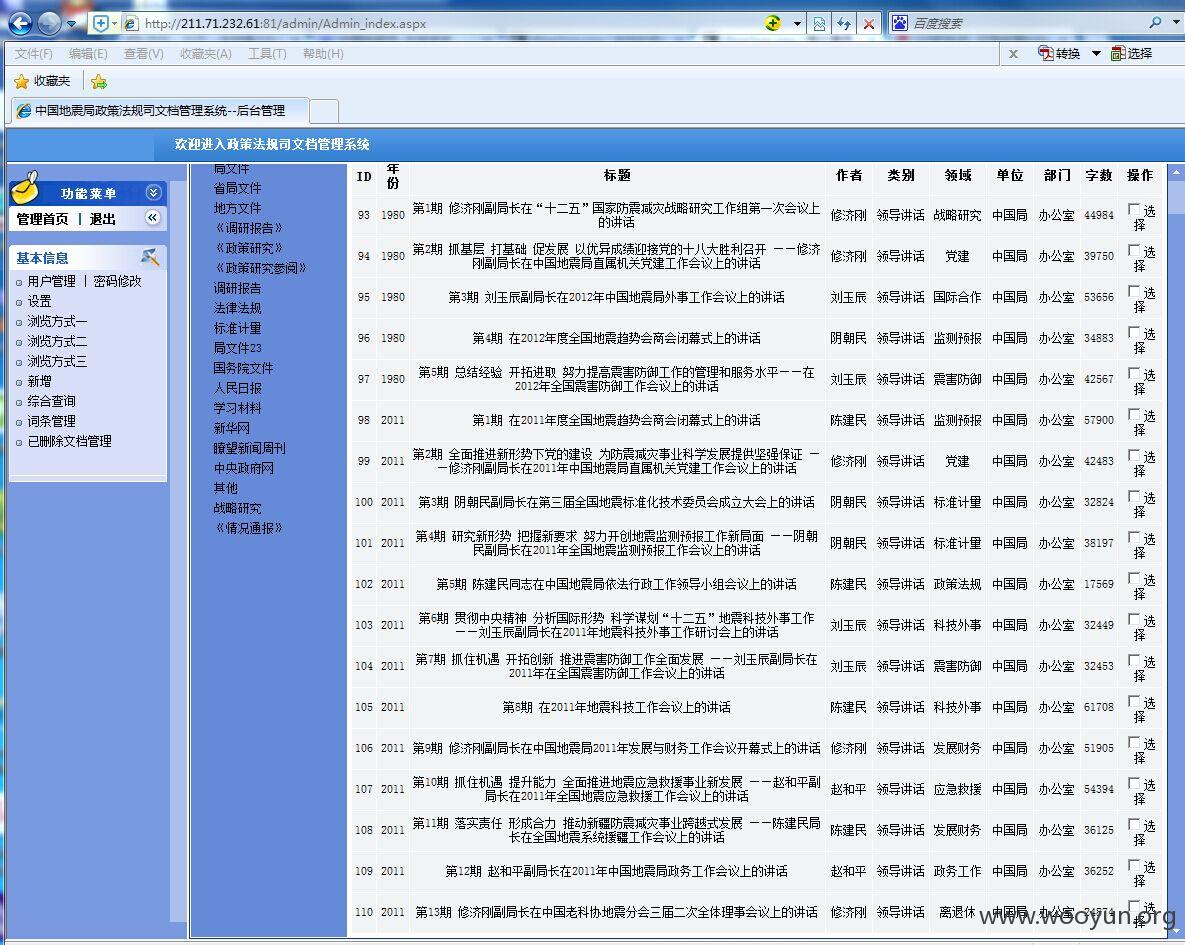 http://211.71.232.61:81/admin/Admin_index.aspx
百度搜索
文件(F) 编辑(E) 查看(V) 收藏夹(A) 工具(T) 帮助(H)
x 转换 选择
收藏夹
中国地震局政策法规司文档管理系统--后台管理
欢迎进入政策法规司文档管理系统
功能菜单
管理首页 | 退出
基本信息
用户管理 | 密码修改
设置
浏览方式一
浏览方式二
浏览方式三
新增
综合查询
词条管理
已删除文档管理
局文件
省局文件
地方文件
《调研报告》
《政策研究》
《政策研究参阅》
调研报告
法律法规
标准计量
局文件23
国务院文件
人民日报
学习材料
新华网
瞭望新闻周刊
中央政府网
其他
战略研究
《情况通报》
ID 年份 标题 作者 类别 领域 单位 部门 字数 操作
93 1980 第1期 修济刚副局长在“十二五”国家防震减灾战略研究工作组第一次会议上的讲话 修济刚 领导讲话 战略研究 中国局 办公室 44984 选择
94 1980 第2期 抓基层 打基础 促发展 以优异成绩迎接党的十八大胜利召开 －－修济刚副局长在中国地震局直属机关党建工作会议上的讲话 修济刚 领导讲话 党建 中国局 办公室 39750 选择
95 1980 第3期 刘玉辰副局长在2012年中国地震局外事工作会议上的讲话 刘玉辰 领导讲话 国际合作 中国局 办公室 53656 选择
96 1980 第4期 在2012年度全国地震趋势会商会闭幕式上的讲话 阴朝民 领导讲话 监测预报 中国局 办公室 34883 选择
97 1980 第5期 总结经验 开拓进取 努力提高震害防御工作的管理和服务水平－－在2012年全国震害防御工作会议上的讲话 刘玉辰 领导讲话 震害防御 中国局 办公室 42567 选择
98 2011 第1期 在2011年度全国地震趋势会商会闭幕式上的讲话 陈建民 领导讲话 监测预报 中国局 办公室 57900 选择
99 2011 第2期 全面推进新形势下党的建设 为防震减灾事业科学发展提供坚强保证 －－修济刚副局长在2011年中国地震局直属机关党建工作会议上的讲话 修济刚 领导讲话 党建 中国局 办公室 42483 选择
100 2011 第3期 阴朝民副局长在第三届全国地震标准化技术委员会成立大会上的讲话 阴朝民 领导讲话 标准计量 中国局 办公室 32824 选择
101 2011 第4期 研究新形势 把握新要求 努力开创地震监测预报工作新局面 －－阴朝民副局长在2011年全国地震监测预报工作会议上的讲话 阴朝民 领导讲话 标准计量 中国局 办公室 38197 选择
102 2011 第5期 陈建民同志在中国地震局依法行政工作领导小组会议上的讲话 陈建民 领导讲话 政策法规 中国局 办公室 17569 选择
103 2011 第6期 贯彻中央精神 分析国际形势 科学谋划“十二五”地震科技外事工作 －－刘玉辰副局长在2011年地震科技外事工作研讨会上的讲话 刘玉辰 领导讲话 科技外事 中国局 办公室 32449 选择
104 2011 第7期 抓住机遇 开拓创新 推进震害防御工作全面发展 －－刘玉辰副局长在2011年在全国震害防御工作会议上的讲话 刘玉辰 领导讲话 震害防御 中国局 办公室 32453 选择
105 2011 第8期 在2011年地震科技工作会议上的讲话 陈建民 领导讲话 科技外事 中国局 办公室 61708 选择
106 2011 第9期 修济刚副局长在中国地震局2011年发展与财务工作会议开幕式上的讲话 修济刚 领导讲话 发展财务 中国局 办公室 51905 选择
107 2011 第10期 抓住机遇 提升能力 全面推进地震应急救援事业新发展 －－赵和平副局长在2011年全国地震应急救援工作会议上的讲话 赵和平 领导讲话 应急救援 中国局 办公室 54394 选择
108 2011 第11期 落实责任 形成合力 推动新疆防震减灾事业跨越式发展 －－陈建民局长在全国地震系统援疆工作会议上的讲话 陈建民 领导讲话 发展财务 中国局 办公室 36125 选择
109 2011 第12期 赵和平副局长在2011年中国地震局政务工作会议上的讲话 赵和平 领导讲话 政务工作 中国局 办公室 36252 选择
110 2011 第13期 修济刚副局长在中国老科协地震分会三届二次全体理事会议上的讲话 修济刚 领导讲话 离退休 中国局 办公室 选择
www.wooyun.org